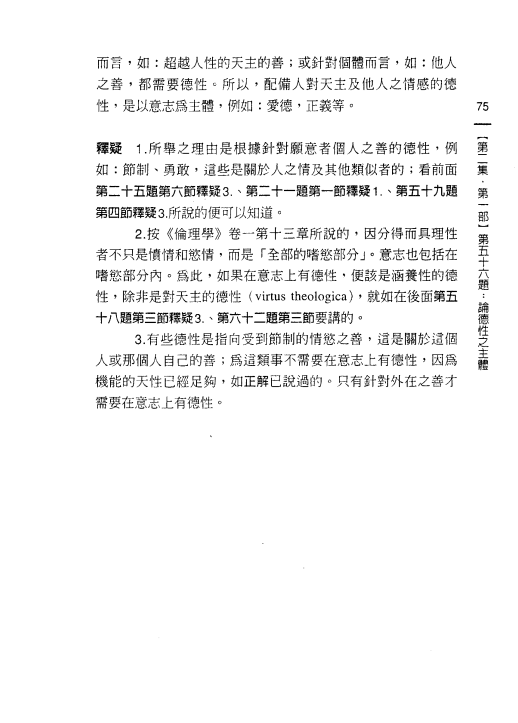 而言，如：超越人性的天主的善；或針對個體而言，如：他人
之善，都需要德性。所以，配備人對天主及他人之情感的德
性，是以意志爲主體，例如：愛德，正義等。
釋疑　1.所舉之理由是根據針對願意者個人之善的德性，例
如：節制、勇敢，這些是關於人之情及其他類似者的；看前面
第二十五題第六節釋疑3.、第二十一題第一節釋疑1.、第五十九題
第四節釋疑3.所說的便可以知道。
2.按《倫理學》卷一第十三章所說的，因分得而具理性
者不只是憤情和慾情，而是「全部的嗜慾部分」。意志也包括在
嗜慾部分內。爲此，如果在意志上有德性，便該是涵養性的德
性，除非是對天主的德性（virtus theologica），就如在後面第五
十八題第三節釋疑3.、第六十二題第三節要講的。
3.有些德性是指向受到節制的情慾之善，這是關於這個
人或那個人自己的善；爲這類事不需要在意志上有德性，因爲
機能的天性已經足夠，如正解已說過的。只有針對外在之善才
需要在意志上有德性。
75
【第二集．第一部】第五十六題：論德性之主體